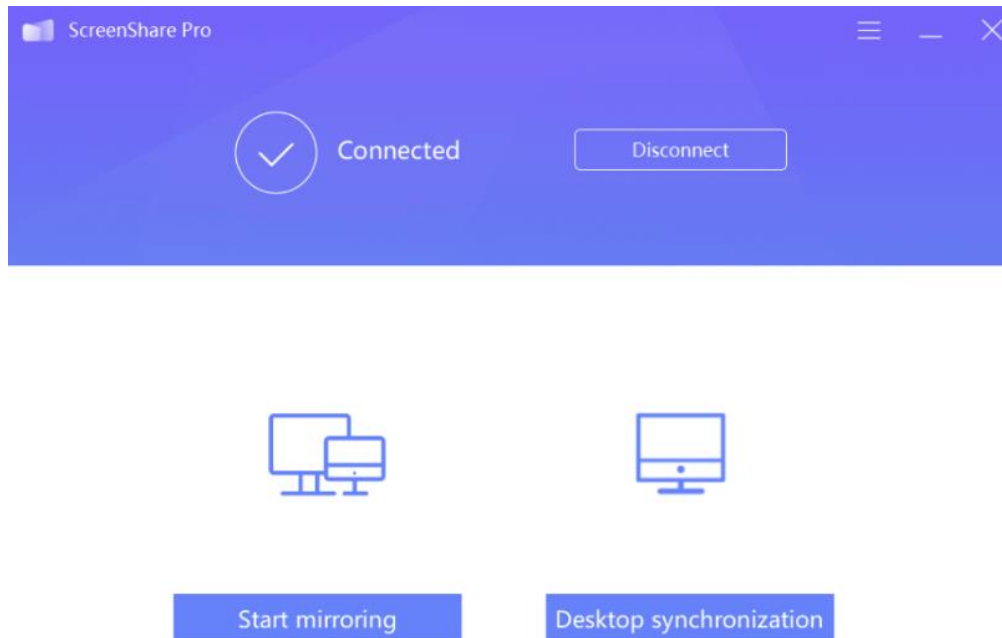 ScreenShare Pro
Connected
Disconnect
Start mirroring
Desktop synchronization